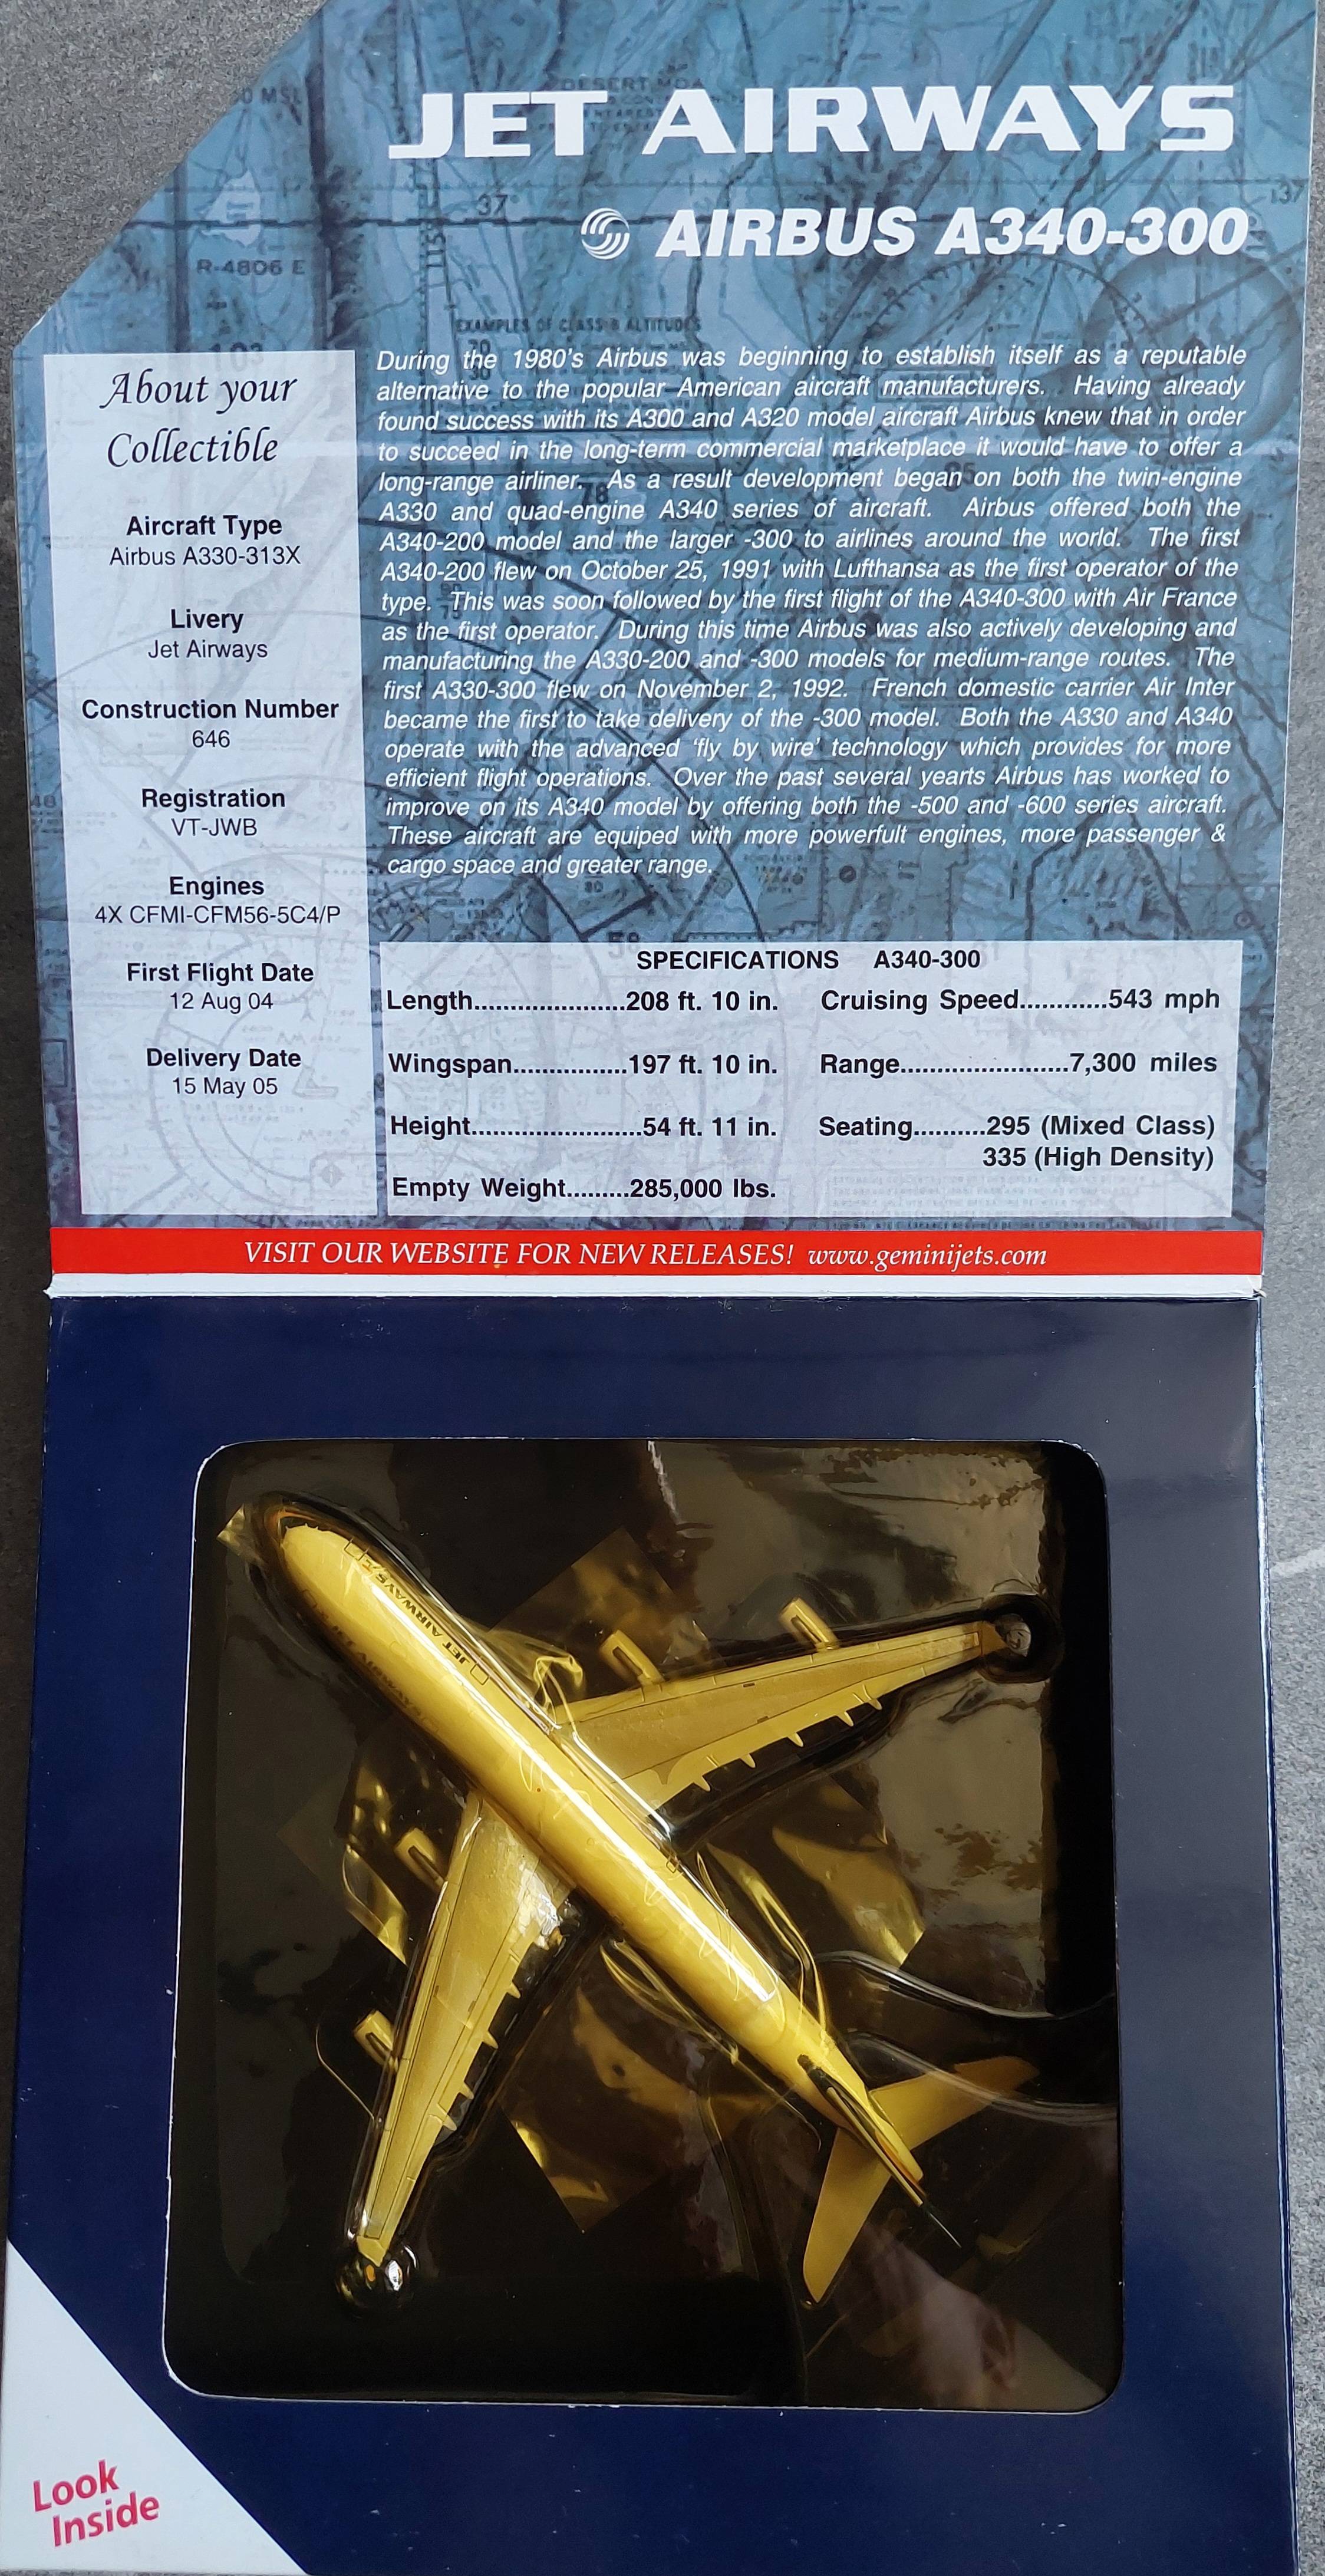 JET AIRWAYS
AIRBUS A340-300
DESERT MOA
37
137
R-4806 E
EXAMPLES OF CLASS B ALTITUDES
About your
Collectible
Aircraft Type
Airbus A330-313X
Livery
Jet Airways
Construction Number
646
Registration
VT-JWB
Engines
4X CFMI-CFM56-5C4/P
First Flight Date
12 Aug 04
Delivery Date
15 May 05
During the 1980's Airbus was beginning to establish itself as a reputable
alternative to the popular American aircraft manufacturers. Having already
found success with its A300 and A320 model aircraft Airbus knew that in order
to succeed in the long-term commercial marketplace it would have to offer a
long-range airliner. As a result development began on both the twin-engine
A330 and quad-engine A340 series of aircraft. Airbus offered both the
A340-200 model and the larger -300 to airlines around the world. The first
A340-200 flew on October 25, 1991 with Lufthansa as the first operator of the
type. This was soon followed by the first flight of the A340-300 with Air France
as the first operator. During this time Airbus was also actively developing and
manufacturing the A330-200 and -300 models for medium-range routes. The
first A330-300 flew on November 2, 1992. French domestic carrier Air Inter
became the first to take delivery of the -300 model. Both the A330 and A340
operate with the advanced 'fly by wire' technology which provides for more
efficient flight operations. Over the past several yearts Airbus has worked to
improve on its A340 model by offering both the -500 and -600 series aircraft.
These aircraft are equiped with more powerfult engines, more passenger &
cargo space and greater range.
SPECIFICATIONS A340-300
Length......................208 ft. 10 in. Cruising Speed............543 mph
Wingspan................197 ft. 10 in. Range........................7,300 miles
Height.........................54 ft. 11 in. Seating..........295 (Mixed Class)
335 (High Density)
Empty Weight.........285,000 lbs.
VISIT OUR WEBSITE FOR NEW RELEASES! www.geminijets.com
JET AIRWAYS
Look
Inside